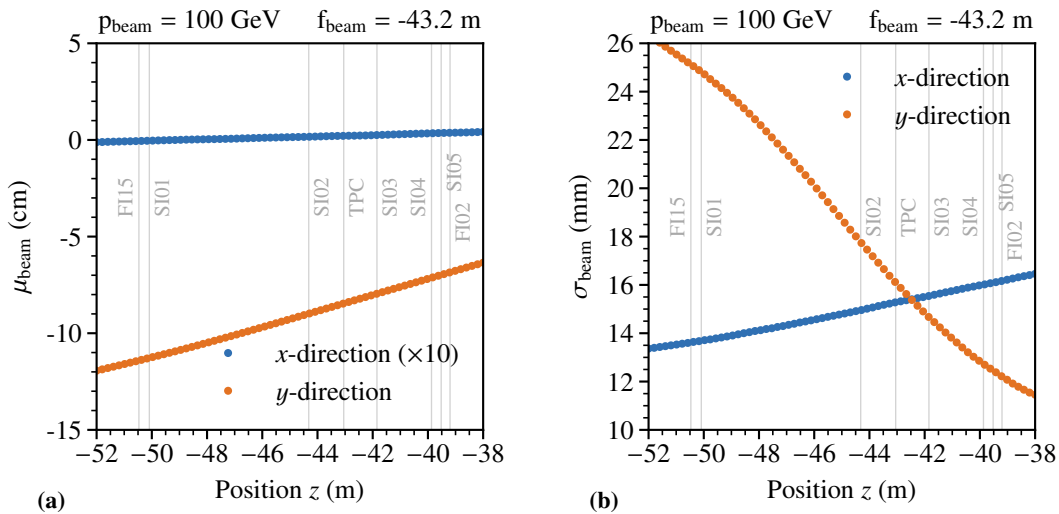 p_beam = 100 GeV f_beam = -43.2 m
5
0
-5
-10
-15
μ_beam (cm)
FI15
SI01
SI02
TPC
SI03
SI04
SI05
FI02
x-direction (×10)
y-direction
−52 −50 −48 −46 −44 −42 −40 −38
Position z (m)
(a)
p_beam = 100 GeV f_beam = -43.2 m
26
24
22
20
18
16
14
12
10
σ_beam (mm)
x-direction
y-direction
FI15
SI01
SI02
TPC
SI03
SI04
SI05
FI02
−52 −50 −48 −46 −44 −42 −40 −38
Position z (m)
(b)